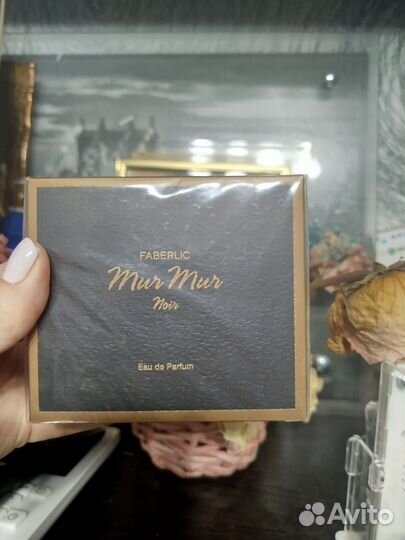 FABERLIC
Mur Mur
Noir
Eau de Parfum
Avito